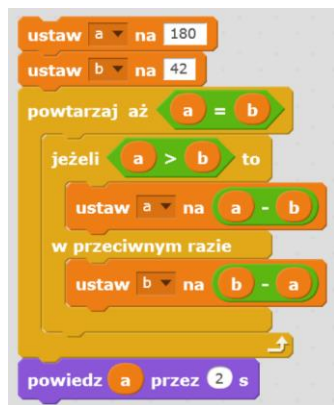 ustaw a na 180
ustaw b na 42
powtarzaj aż a = b
jeżeli a > b to
ustaw a na a - b
w przeciwnym razie
ustaw b na b - a
powiedz a przez 2 s